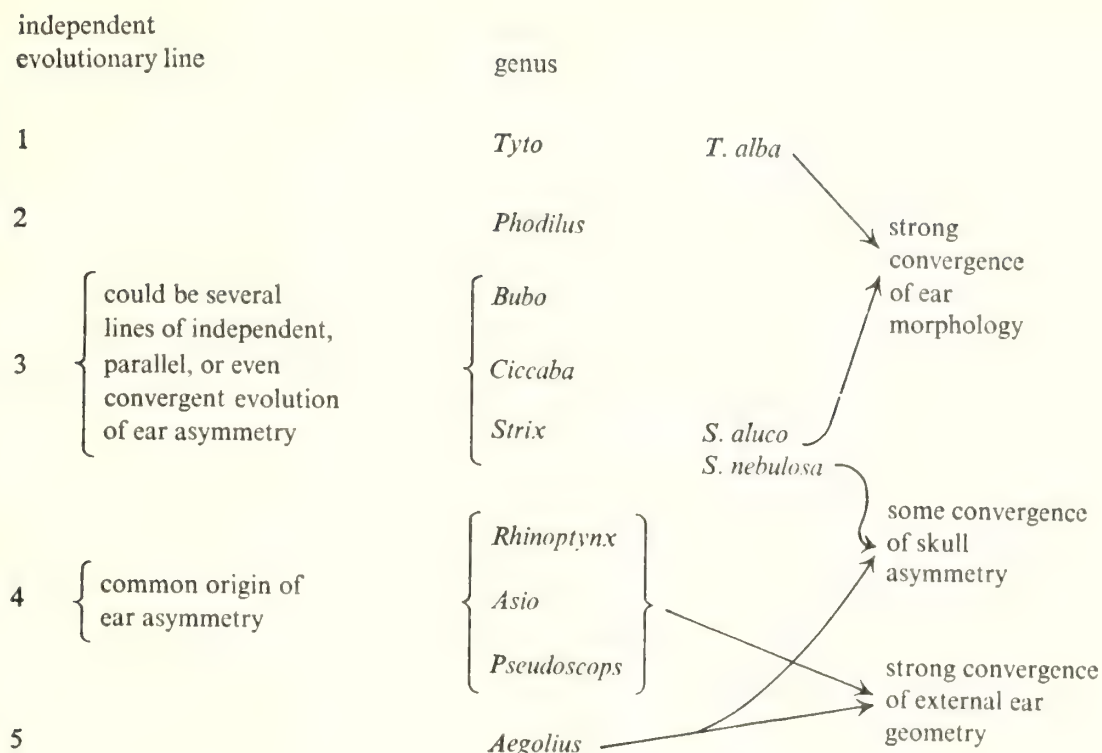 independent
evolutionary line
genus
1
Tyto
T. alba
2
Phodilus
strong
convergence
of ear
morphology
3
could be several
lines of independent,
parallel, or even
convergent evolution
of ear asymmetry
Bubo
Ciccaba
Strix
S. aluco
S. nebulosa
some convergence
of skull
asymmetry
4
common origin of
ear asymmetry
Rhinoptynx
Asio
Pseudoscops
strong convergence
of external ear
geometry
5
Aegolius